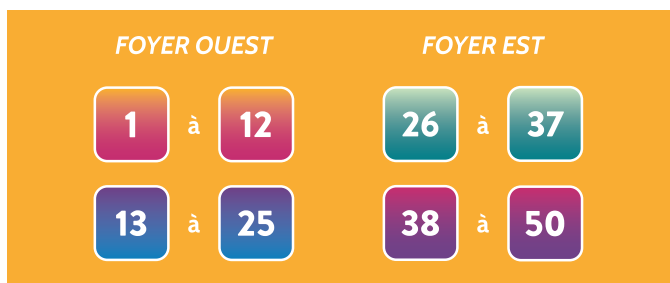 FOYER OUEST
1 à 12
13 à 25
FOYER EST
26 à 37
38 à 50